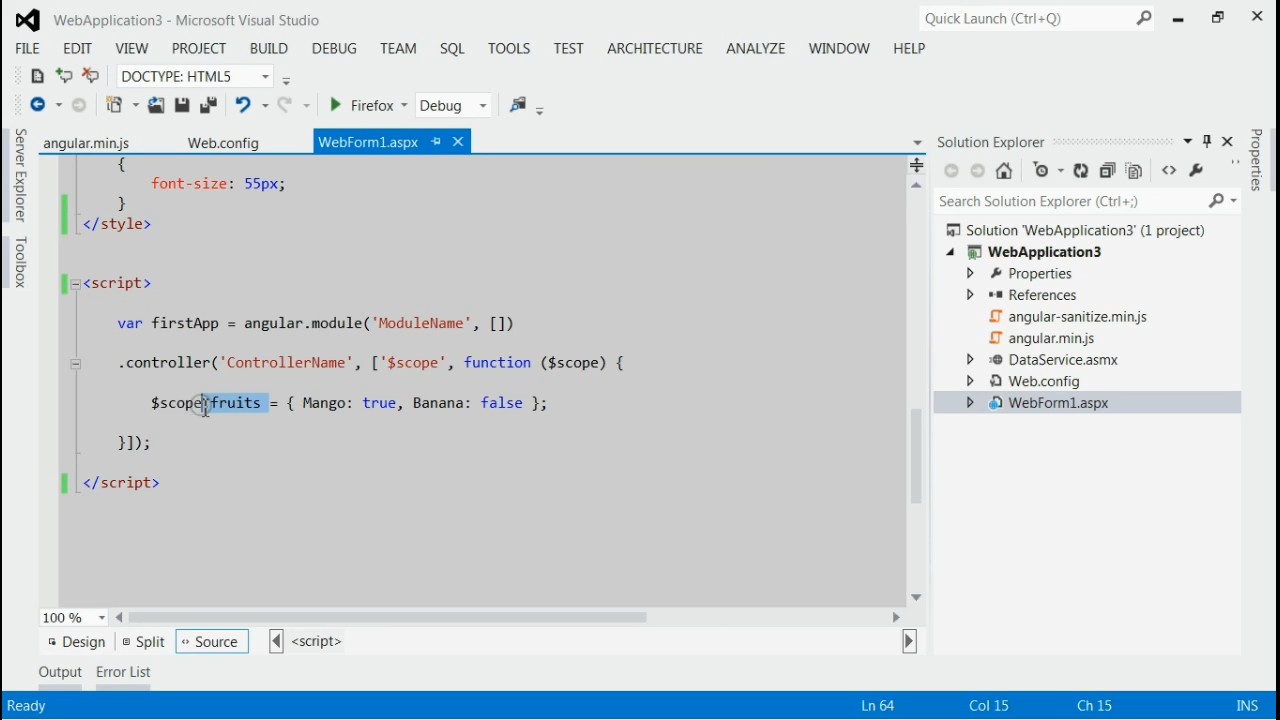 WebApplication3 - Microsoft Visual Studio
Quick Launch (Ctrl+Q)
FILE EDIT VIEW PROJECT BUILD DEBUG TEAM SQL TOOLS TEST ARCHITECTURE ANALYZE WINDOW HELP
DOCTYPE: HTML5
Firefox Debug
Server Explorer
Toolbox
angular.min.js Web.config WebForm1.aspx
{
font-size: 55px;
}
</style>
<script>
var firstApp = angular.module('ModuleName', [])
.controller('ControllerName', ['$scope', function ($scope) {
$scope.fruits = { Mango: true, Banana: false };
}]);
</script>
100 %
Design Split Source <script>
Output Error List
Solution Explorer
Search Solution Explorer (Ctrl+;)
Solution 'WebApplication3' (1 project)
WebApplication3
Properties
References
angular-sanitize.min.js
angular.min.js
DataService.asmx
Web.config
WebForm1.aspx
Properties
Ready Ln 64 Col 15 Ch 15 INS